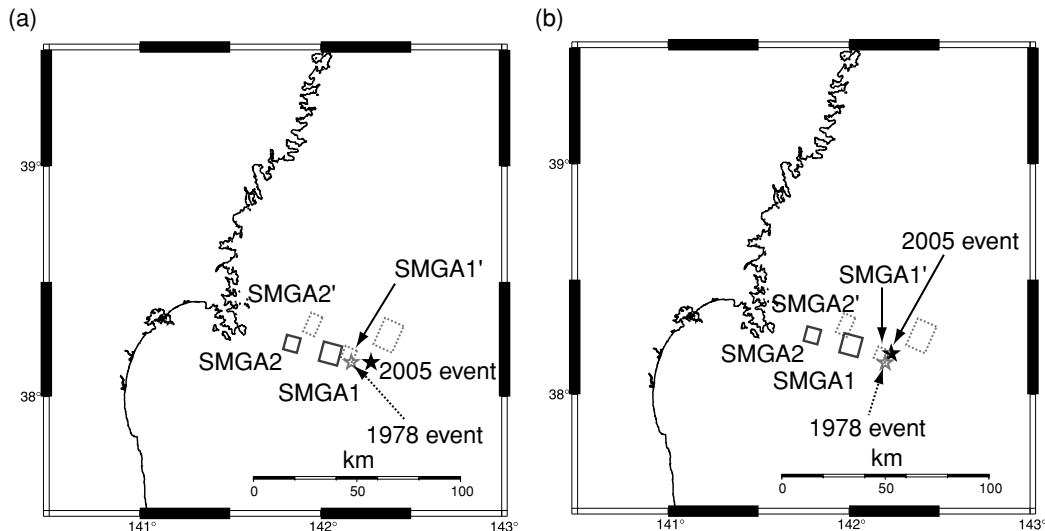 (a)
39°
SMGA1'
SMGA2'
SMGA2
2005 event
SMGA1
38°
1978 event
km
0 50 100
141° 142° 143°
(b)
39°
2005 event
SMGA1'
SMGA2'
SMGA2
SMGA1
38°
1978 event
km
0 50 100
141° 142° 143°